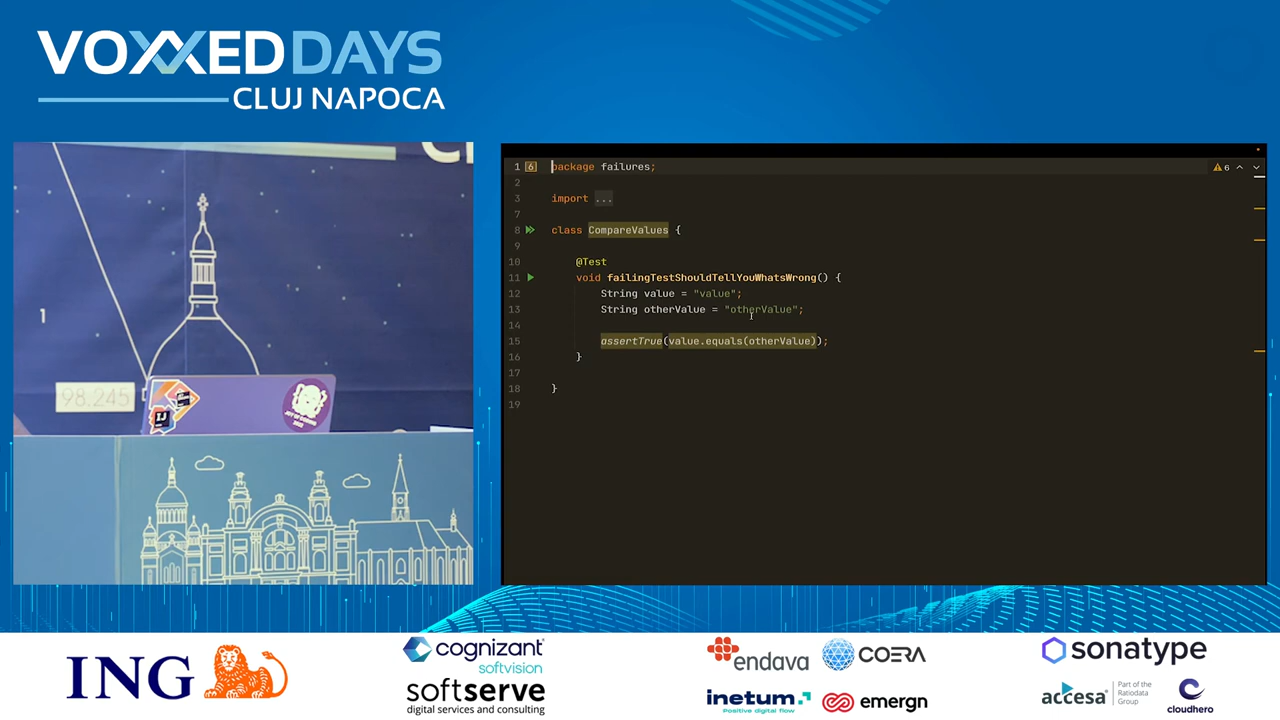 VOXXEDDAYS
CLUJ NAPOCA
1
98.245
1 6 package failures; 6
2
3 import ...
7
8 class CompareValues {
9
10 @Test
11 void failingTestShouldTellYouWhatsWrong() {
12 String value = "value";
13 String otherValue = "otherValue";
14
15 assertTrue(value.equals(otherValue));
16 }
17
18 }
19
ING
cognizant
softvision
softserve
digital services and consulting
endava
COERA
inetum.
Positive digital flow
emergn
sonatype
accesa
Part of the
Ratiodata
Group
cloudhero